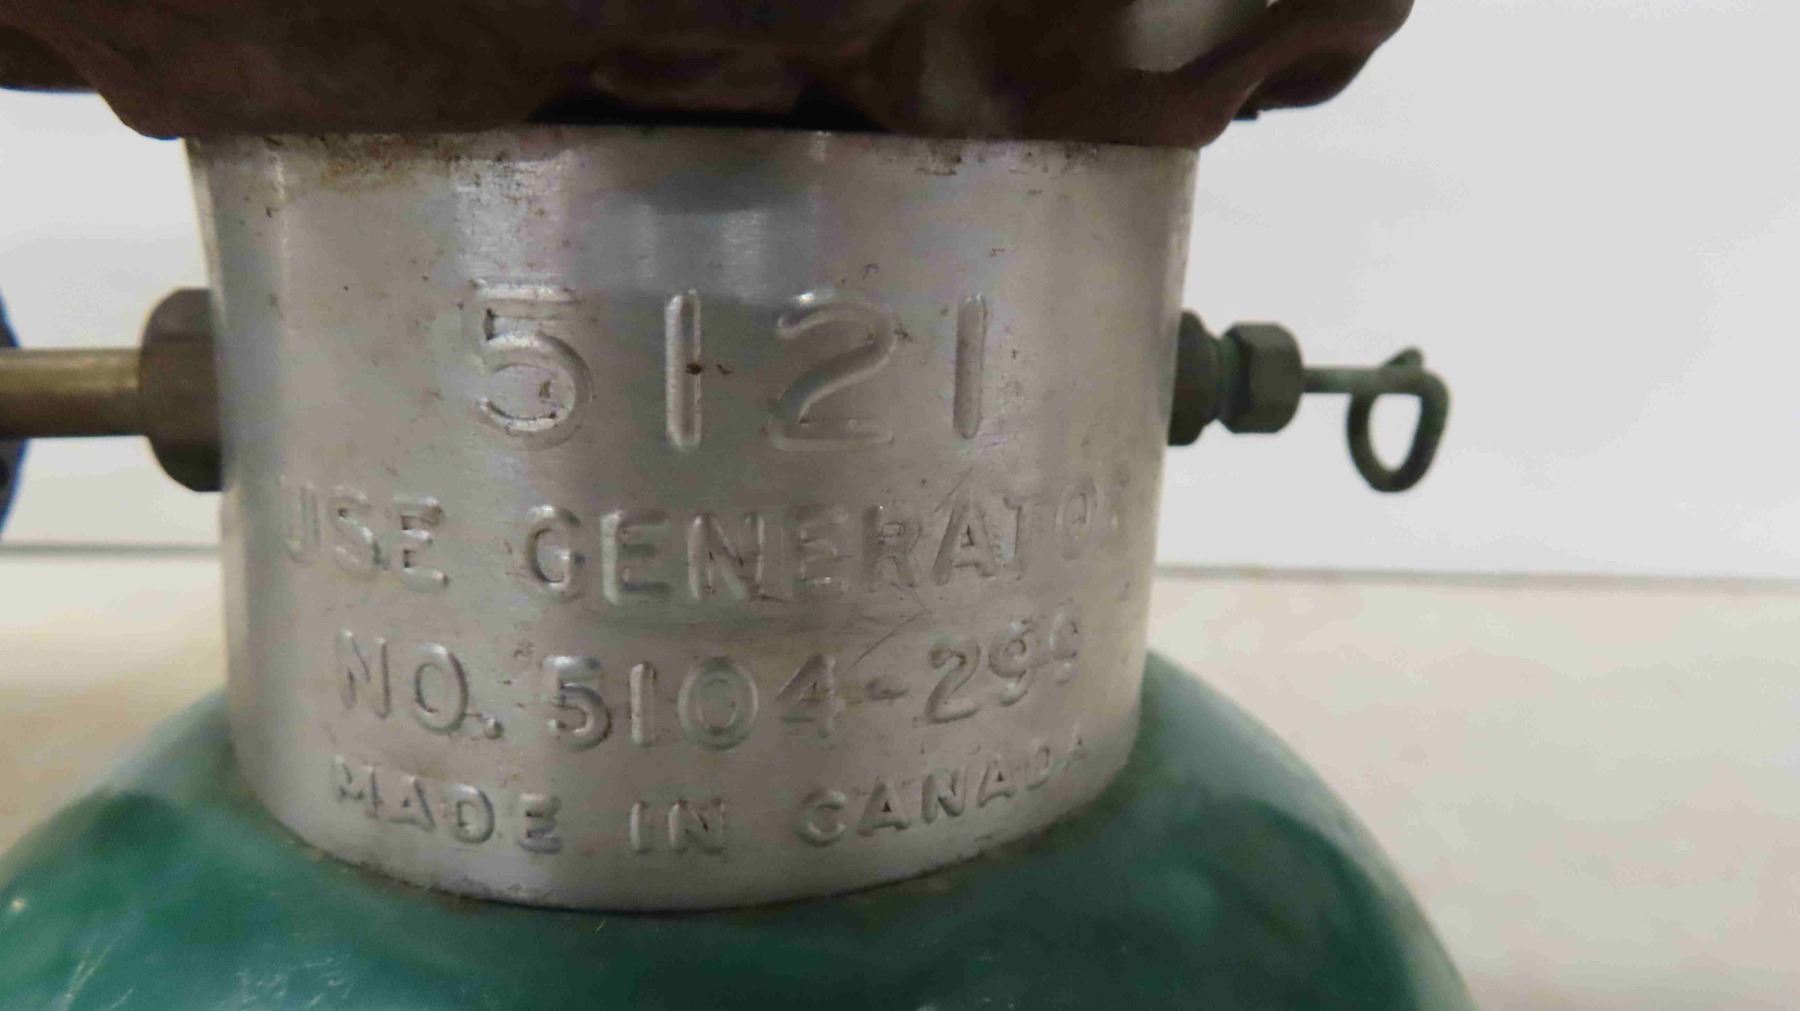 5121
USE GENERATOR
NO. 5104-299
MADE IN CANADA